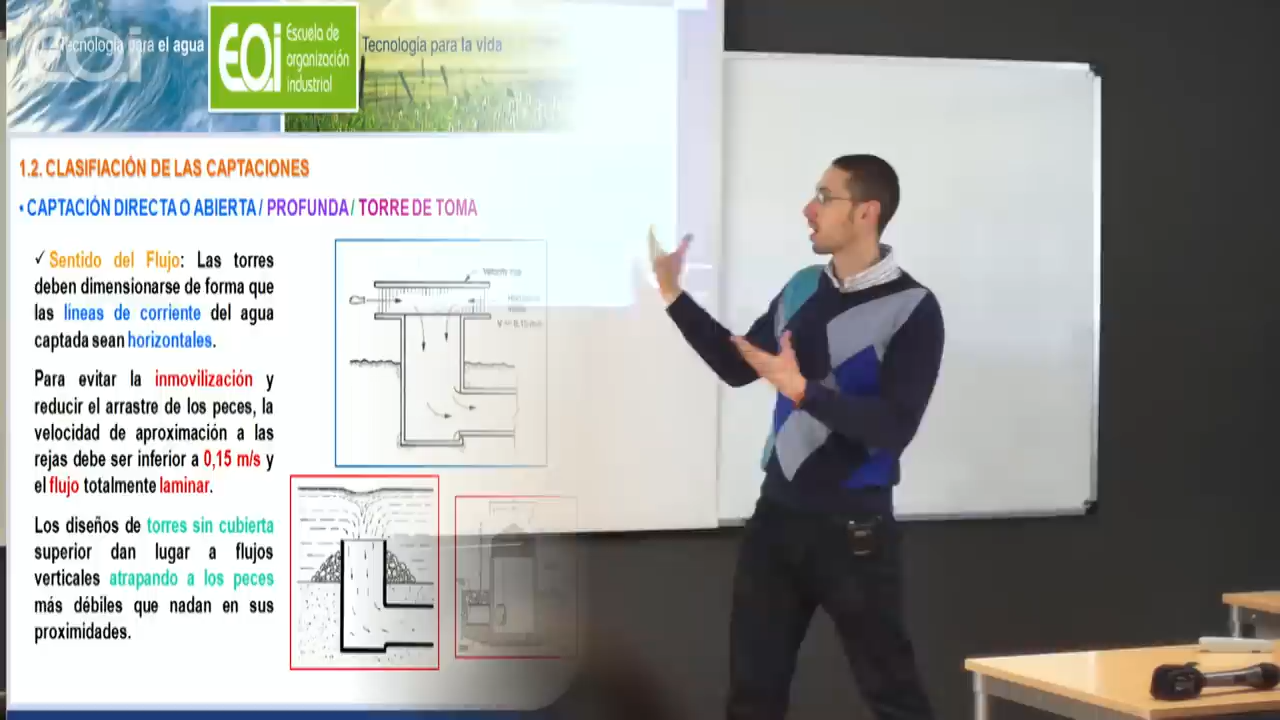 Tecnología para el agua
EOi
EOi
Escuela de
organización
industrial
Tecnología para la vida
1.2. CLASIFIACIÓN DE LAS CAPTACIONES
• CAPTACIÓN DIRECTA O ABIERTA / PROFUNDA / TORRE DE TOMA
✓ Sentido del Flujo: Las torres
deben dimensionarse de forma que
las líneas de corriente del agua
captada sean horizontales.
Para evitar la inmovilización y
reducir el arrastre de los peces, la
velocidad de aproximación a las
rejas debe ser inferior a 0,15 m/s y
el flujo totalmente laminar.
Los diseños de torres sin cubierta
superior dan lugar a flujos
verticales atrapando a los peces
más débiles que nadan en sus
proximidades.
Velocity cap